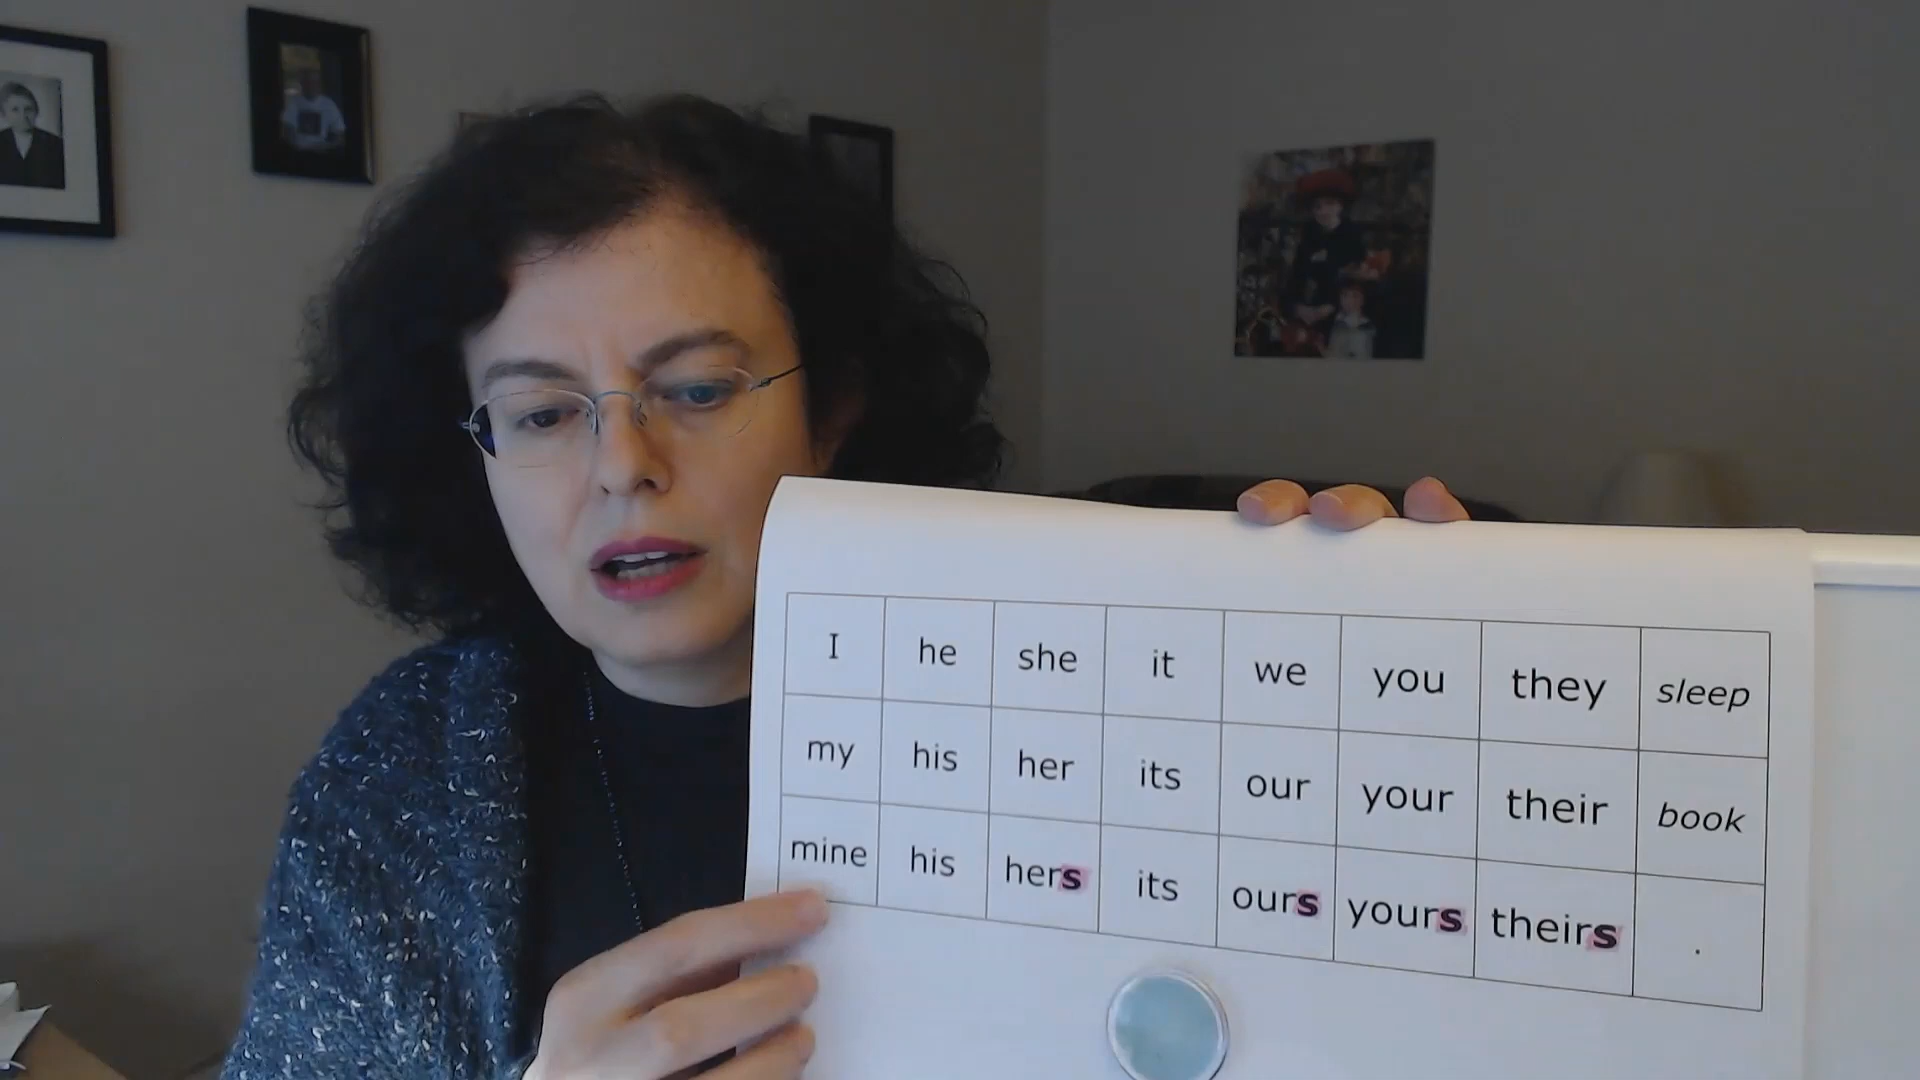 I he she it we you they sleep
my his her its our your their book
mine his hers its ours yours theirs .